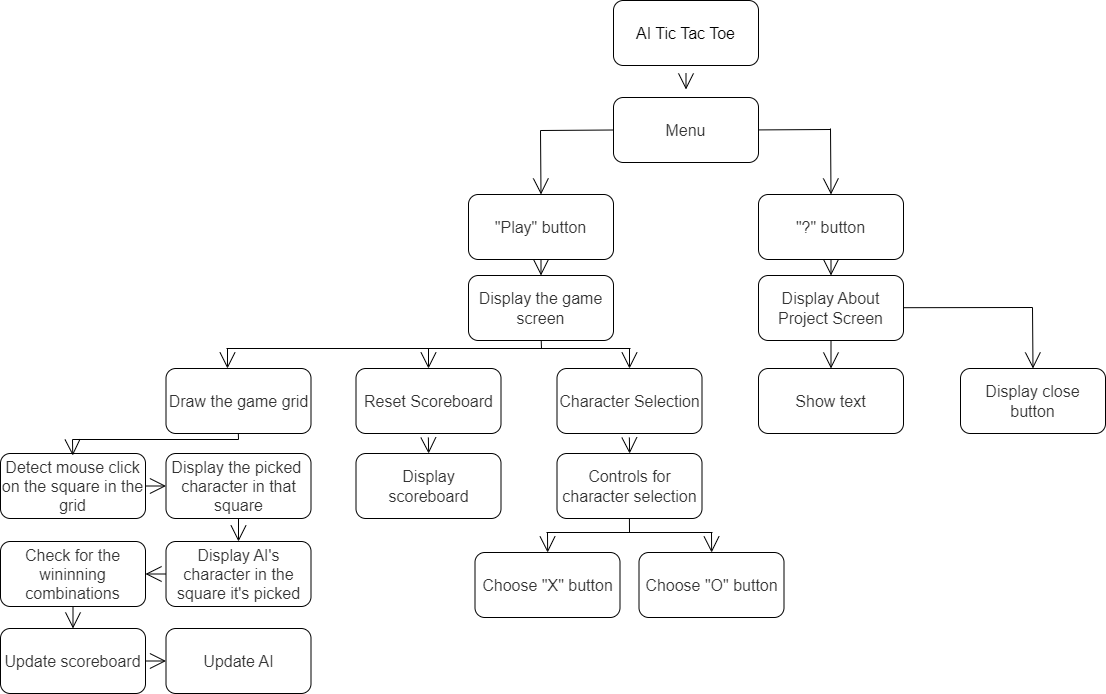 AI Tic Tac Toe
Menu
"Play" button
"?" button
Display the game
screen
Display About
Project Screen
Draw the game grid
Reset Scoreboard
Character Selection
Show text
Display close
button
Detect mouse click
on the square in the
grid
Display the picked
character in that
square
Display
scoreboard
Controls for
character selection
Check for the
wininning
combinations
Display AI's
character in the
square it's picked
Choose "X" button
Choose "O" button
Update scoreboard
Update AI